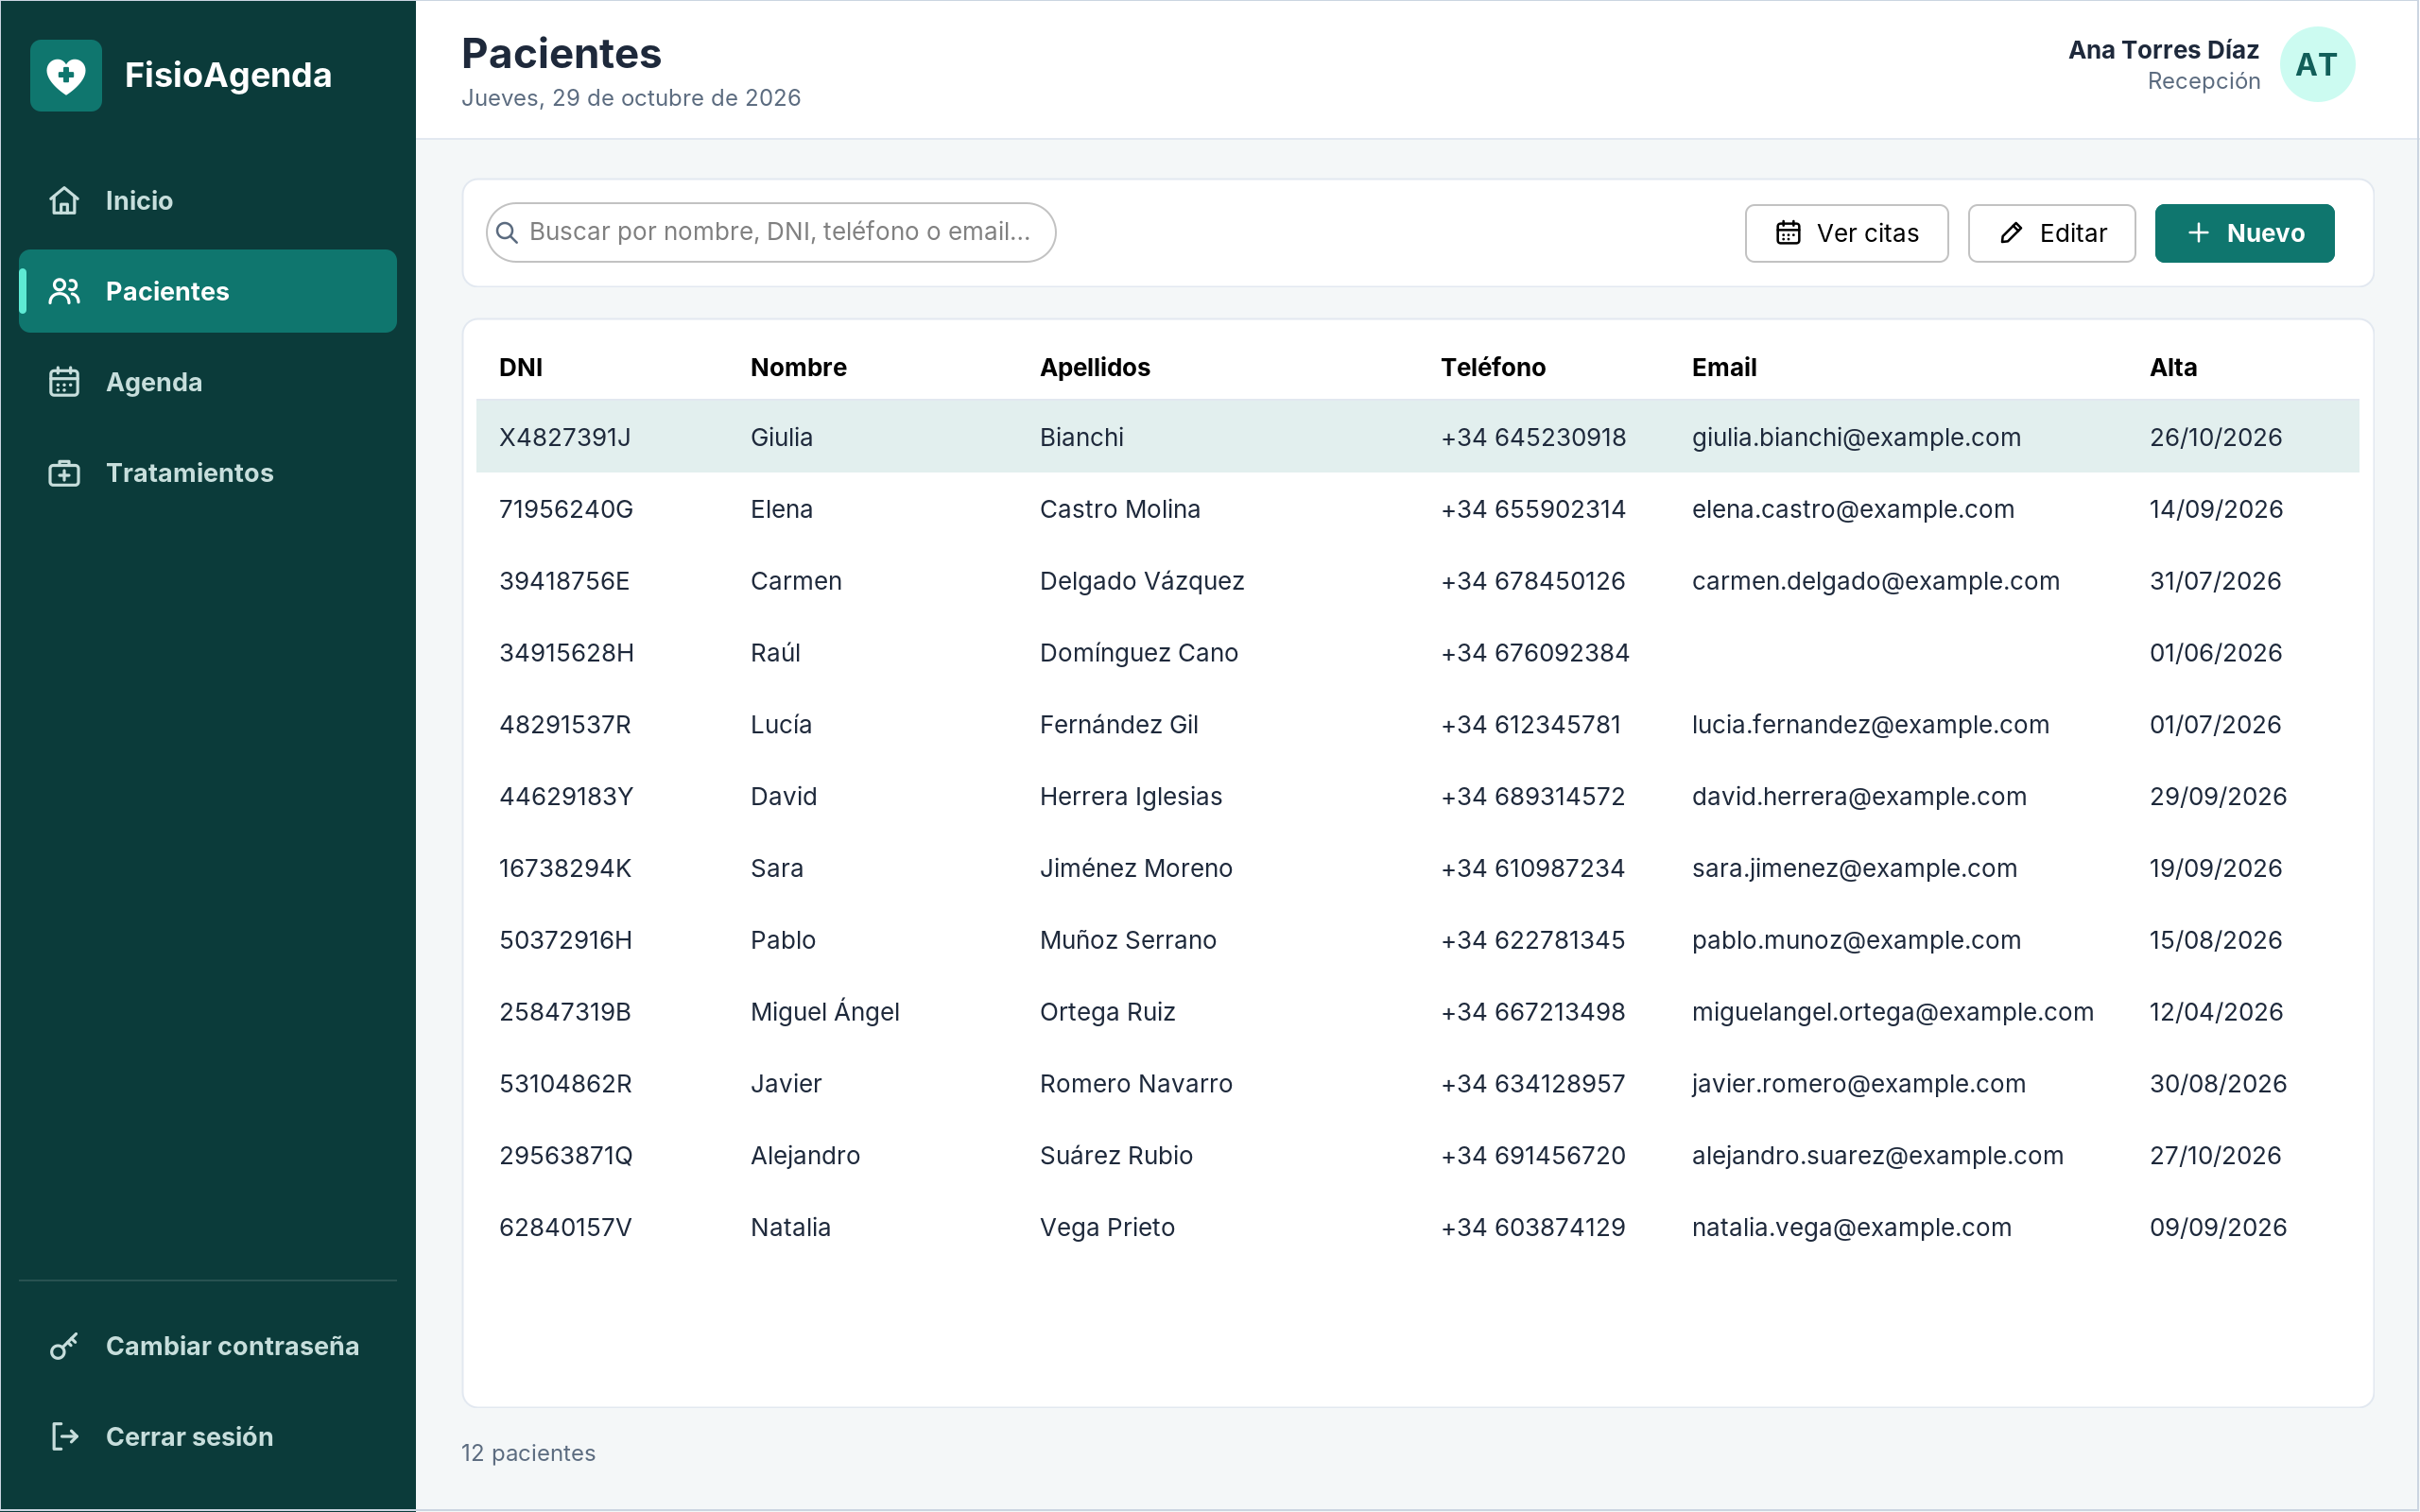 FisioAgenda
Inicio
Pacientes
Agenda
Tratamientos
Cambiar contraseña
Cerrar sesión
Pacientes
Jueves, 29 de octubre de 2026
Ana Torres Díaz
Recepción
AT
Buscar por nombre, DNI, teléfono o email...
Ver citas
Editar
Nuevo
DNI Nombre Apellidos Teléfono Email Alta
X4827391J Giulia Bianchi +34 645230918 giulia.bianchi@example.com 26/10/2026
71956240G Elena Castro Molina +34 655902314 elena.castro@example.com 14/09/2026
39418756E Carmen Delgado Vázquez +34 678450126 carmen.delgado@example.com 31/07/2026
34915628H Raúl Domínguez Cano +34 676092384 01/06/2026
48291537R Lucía Fernández Gil +34 612345781 lucia.fernandez@example.com 01/07/2026
44629183Y David Herrera Iglesias +34 689314572 david.herrera@example.com 29/09/2026
16738294K Sara Jiménez Moreno +34 610987234 sara.jimenez@example.com 19/09/2026
50372916H Pablo Muñoz Serrano +34 622781345 pablo.munoz@example.com 15/08/2026
25847319B Miguel Ángel Ortega Ruiz +34 667213498 miguelangel.ortega@example.com 12/04/2026
53104862R Javier Romero Navarro +34 634128957 javier.romero@example.com 30/08/2026
29563871Q Alejandro Suárez Rubio +34 691456720 alejandro.suarez@example.com 27/10/2026
62840157V Natalia Vega Prieto +34 603874129 natalia.vega@example.com 09/09/2026
12 pacientes